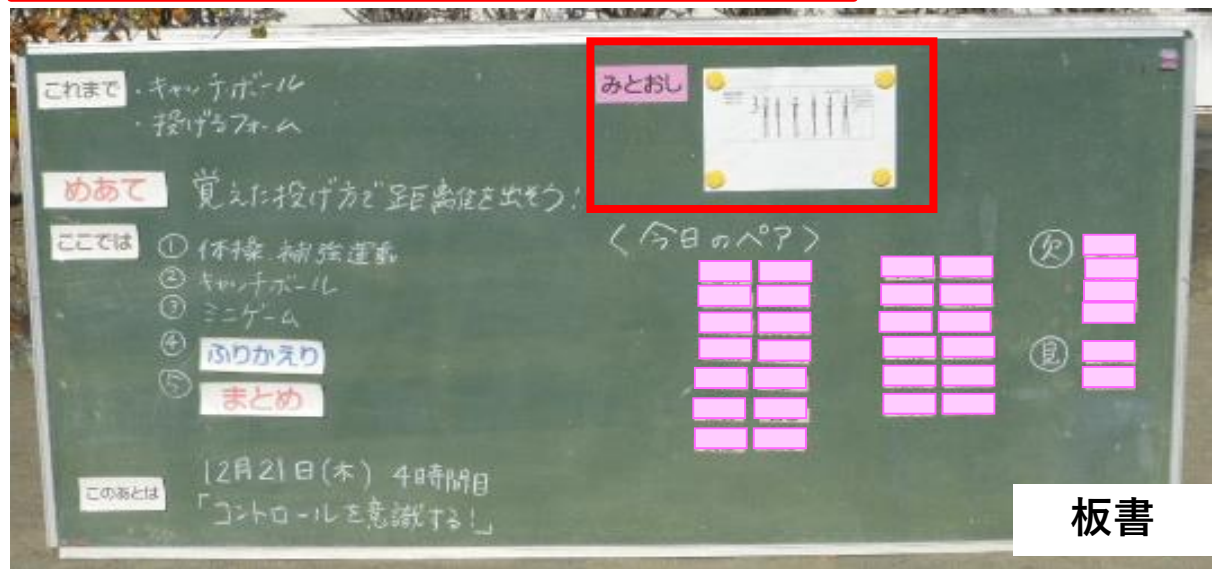 これまで ・キャッチボール
・投げるフォーム
めあて 覚えた投げ方で距離を出そう！
ここでは ① 体操 補強運動
② キャッチボール
③ ミニゲーム
④ ふりかえり
⑤ まとめ
このあとは 12月21日(木) 4時間目
「コントロールを意識する！」
みとおし
〈今日のペア〉
欠
見
板書